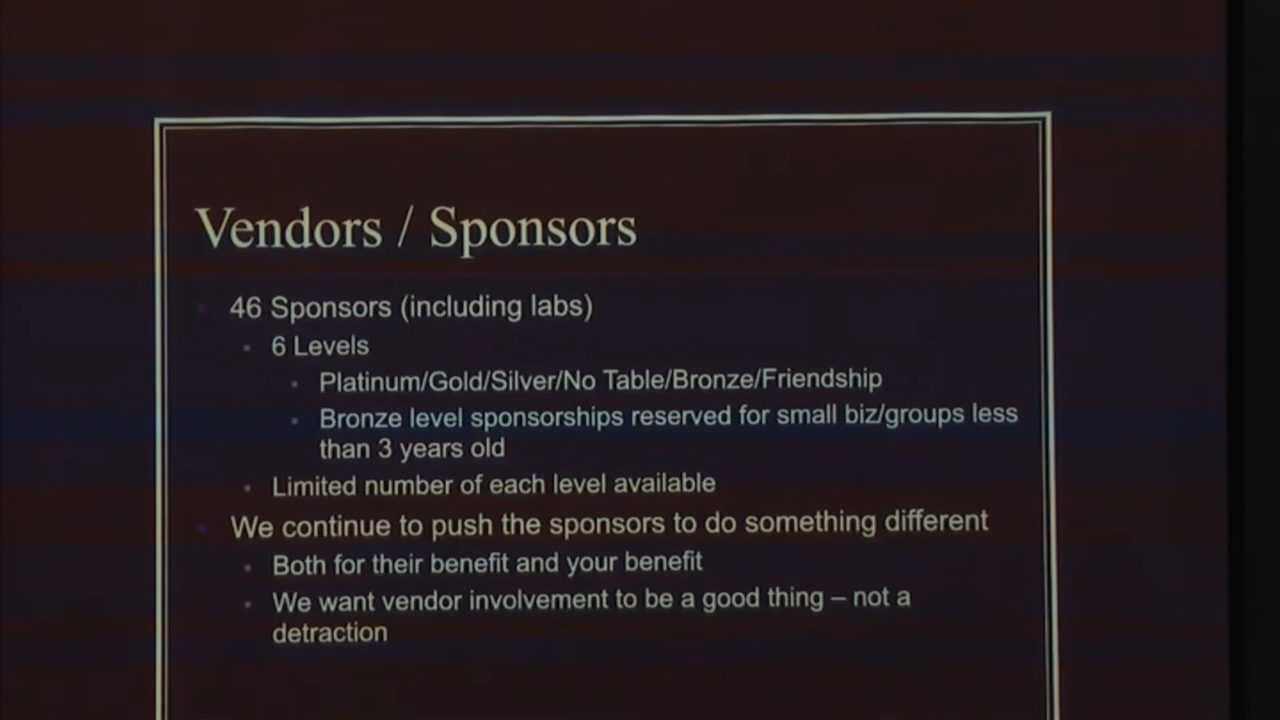 Vendors / Sponsors
46 Sponsors (including labs)
6 Levels
Platinum/Gold/Silver/No Table/Bronze/Friendship
Bronze level sponsorships reserved for small biz/groups less
than 3 years old
Limited number of each level available
We continue to push the sponsors to do something different
Both for their benefit and your benefit
We want vendor involvement to be a good thing – not a
detraction